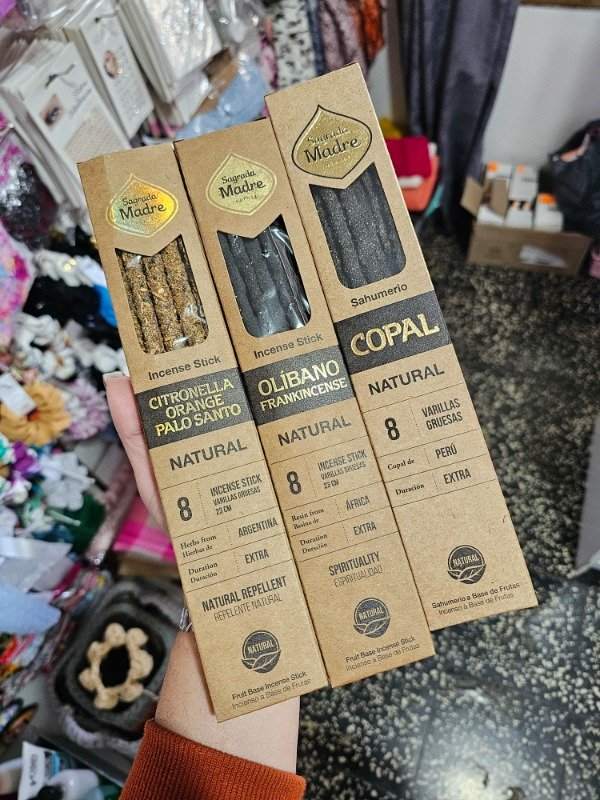 Sagrada
Madre
Incense Stick
CITRONELLA
ORANGE
PALO SANTO
NATURAL
8
INCENSE STICK
VARILLAS GRUESAS
23 CM
Herbs from
Hierbas de
ARGENTINA
Duration
Duración
EXTRA
NATURAL REPELLENT
REPELENTE NATURAL
NATURAL
Fruit Base Incense Stick
Incienso a Base de Frutas
Sagrada
Madre
Incense Stick
OLÍBANO
FRANKINCENSE
NATURAL
8
INCENSE STICK
VARILLAS GRUESAS
23 CM
Resin from
Resina de
ÁFRICA
Duration
Duración
EXTRA
SPIRITUALITY
ESPIRITUALIDAD
NATURAL
Fruit Base Incense Stick
Incienso a Base de Frutas
Sagrada
Madre
Sahumerio
COPAL
NATURAL
8
VARILLAS
GRUESAS
Copal de
PERÚ
Duración
EXTRA
NATURAL
Sahumerio a Base de Frutas
Incenso à Base de Frutas